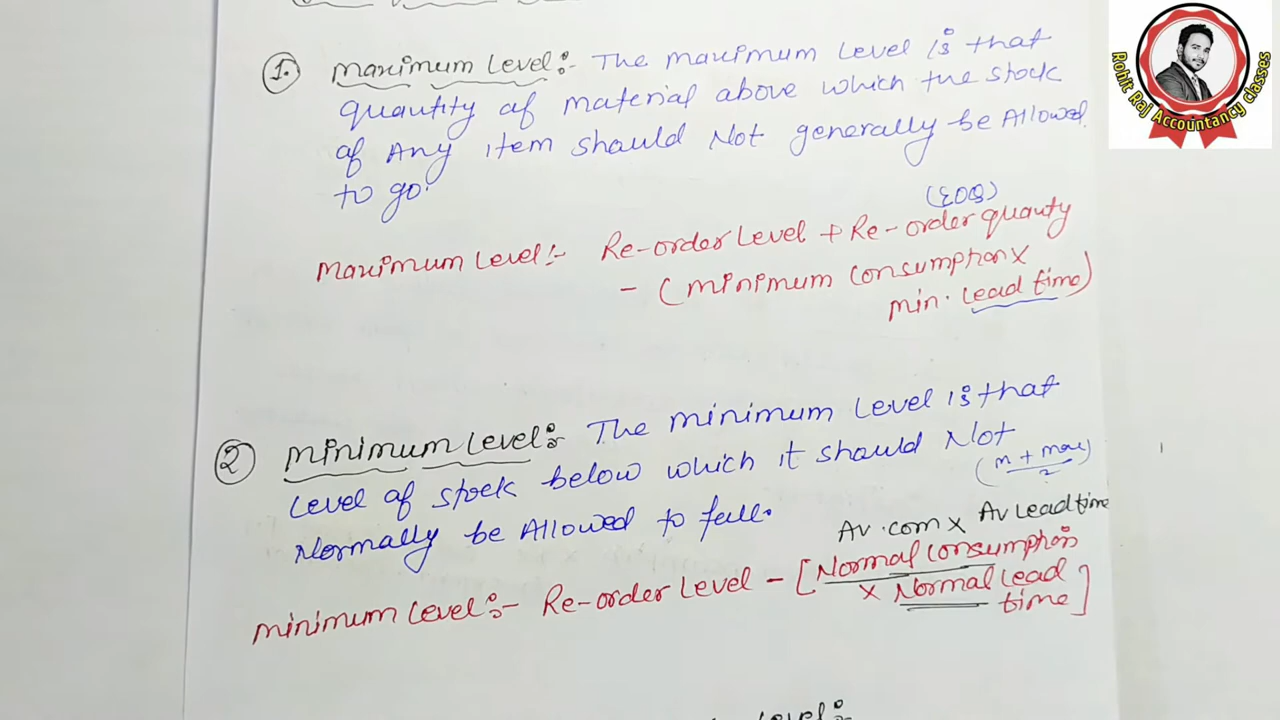 1. Maximum Level:- The maximum Level is that
quantity of material above which the stock
of Any item should Not generally be Allowed
to go.
(EOQ)
Maximum Level:- Re-order Level + Re-order quanty
- (minimum consumption x
min. Lead time)
2 Minimum Level:- The minimum Level is that
Level of stock below which it should Not
Normally be Allowed to fall.
(m + max)
2
Av.com x Av Lead time
minimum Level:- Re-order Level - [Normal consumption
x Normal Lead
time]
Level:
Rohit Raj Accountancy classes